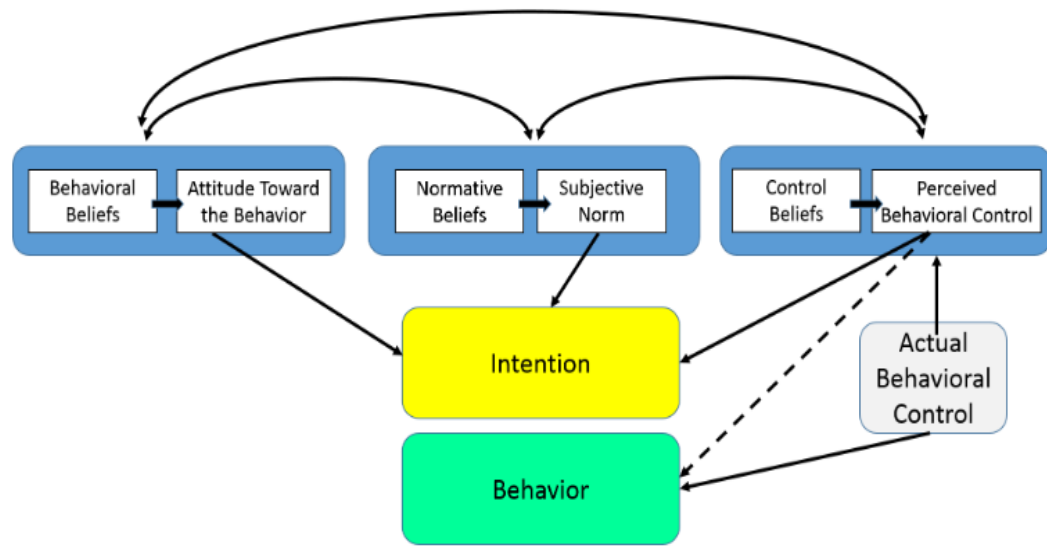 Behavioral
Beliefs
Attitude Toward
the Behavior
Normative
Beliefs
Subjective
Norm
Control
Beliefs
Perceived
Behavioral Control
Intention
Actual
Behavioral
Control
Behavior